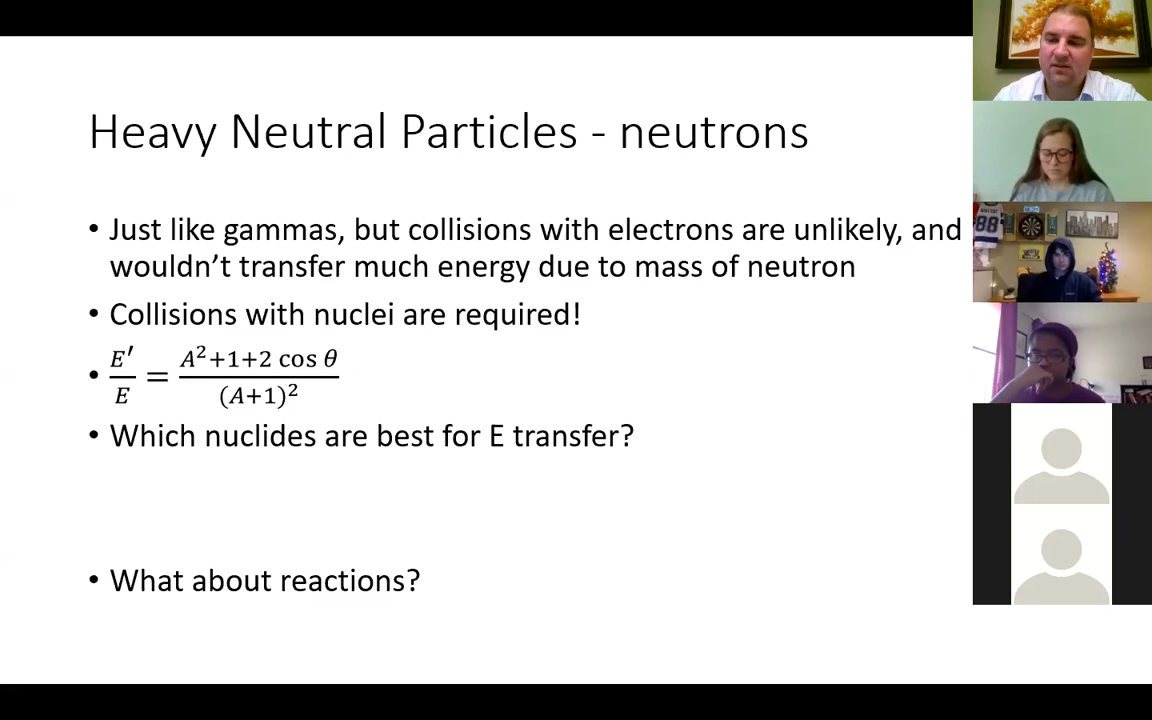 Heavy Neutral Particles - neutrons
• Just like gammas, but collisions with electrons are unlikely, and
wouldn't transfer much energy due to mass of neutron
• Collisions with nuclei are required!
• E′/E = (A²+1+2 cos θ)/(A+1)²
• Which nuclides are best for E transfer?
• What about reactions?
88